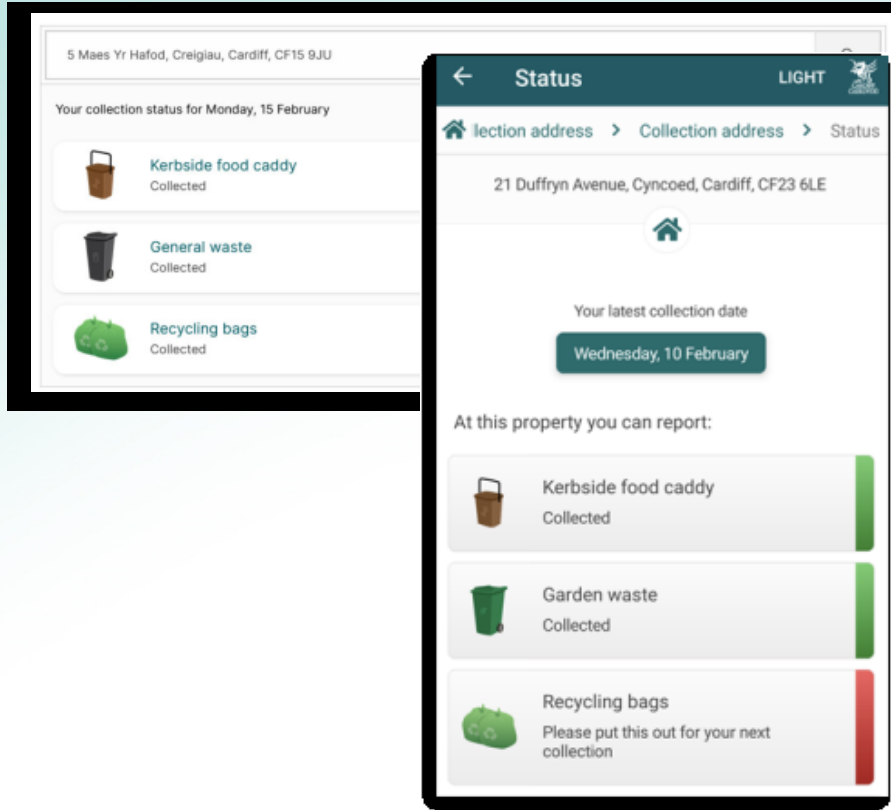 5 Maes Yr Hafod, Creigiau, Cardiff, CF15 9JU
Your collection status for Monday, 15 February
Kerbside food caddy
Collected
General waste
Collected
Recycling bags
Collected
Status
LIGHT
lection address > Collection address > Status
21 Duffryn Avenue, Cyncoed, Cardiff, CF23 6LE
Your latest collection date
Wednesday, 10 February
At this property you can report:
Kerbside food caddy
Collected
Garden waste
Collected
Recycling bags
Please put this out for your next
collection